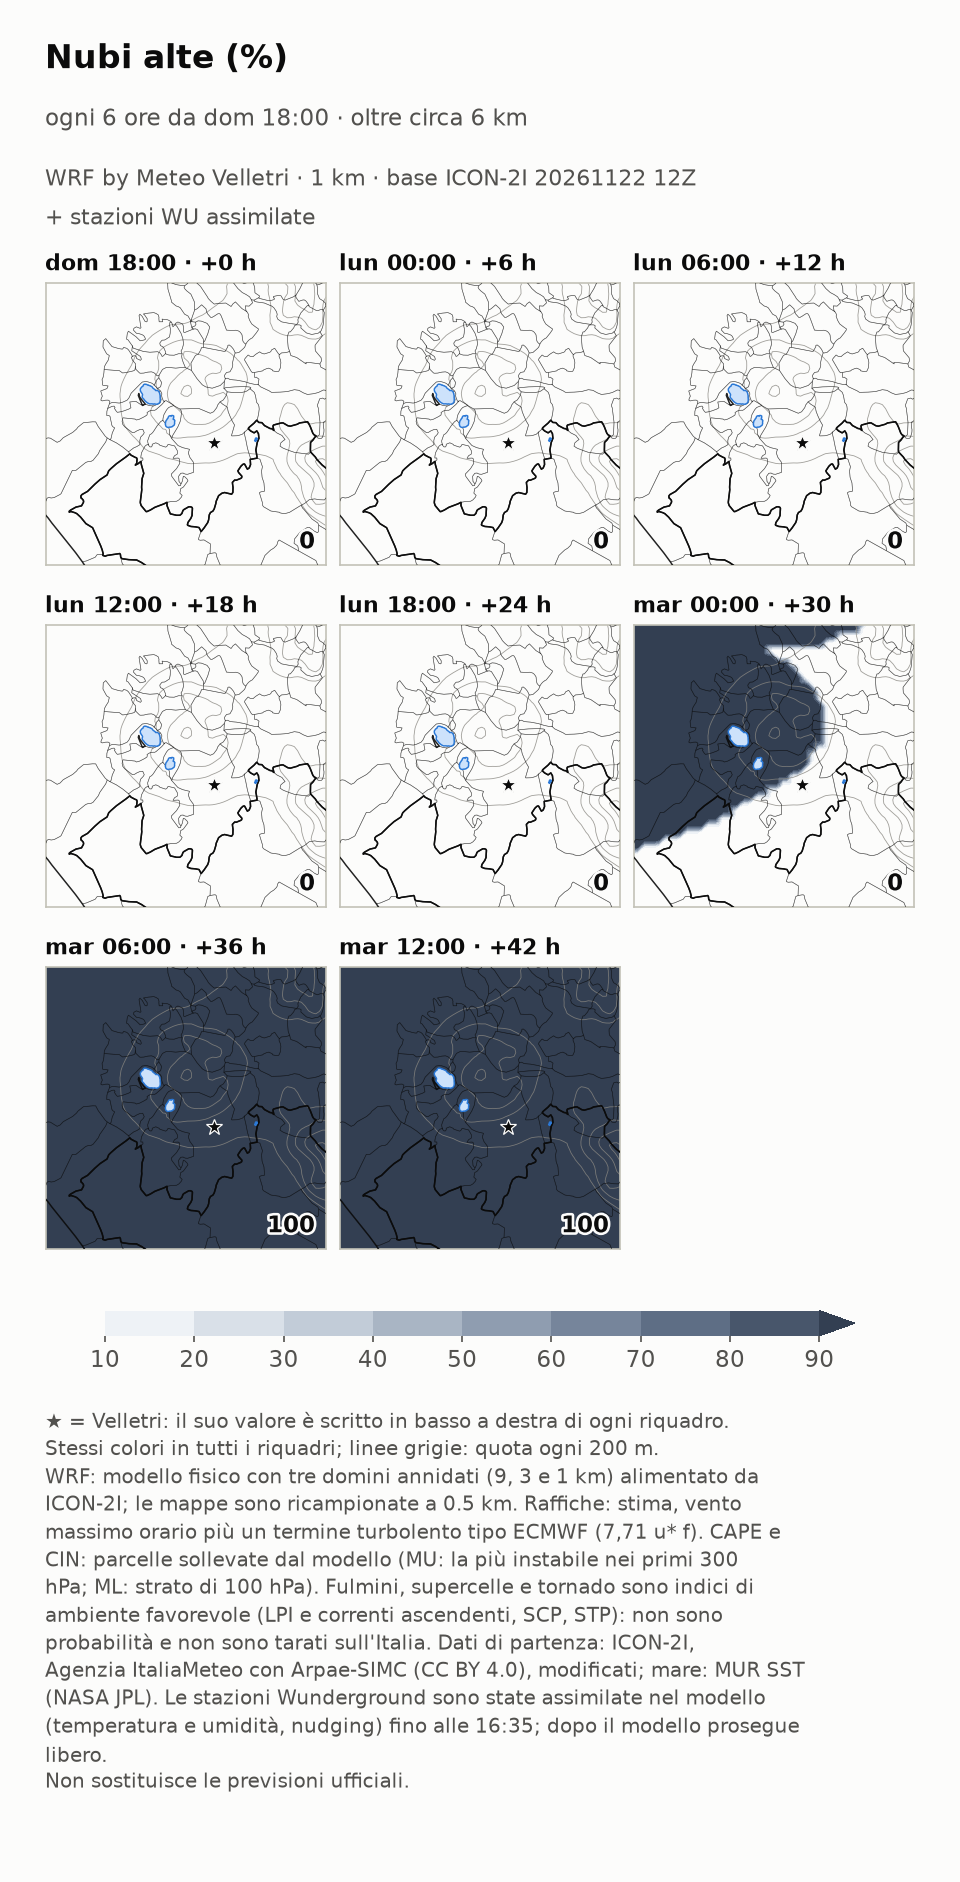 Nubi alte (%)
ogni 6 ore da dom 18:00 · oltre circa 6 km
WRF by Meteo Velletri · 1 km · base ICON-2I 20261122 12Z
+ stazioni WU assimilate
dom 18:00 · +0 h
lun 00:00 · +6 h
lun 06:00 · +12 h
0
0
0
lun 12:00 · +18 h
lun 18:00 · +24 h
mar 00:00 · +30 h
0
0
0
mar 06:00 · +36 h
mar 12:00 · +42 h
100
100
10 20 30 40 50 60 70 80 90
★ = Velletri: il suo valore è scritto in basso a destra di ogni riquadro.
Stessi colori in tutti i riquadri; linee grigie: quota ogni 200 m.
WRF: modello fisico con tre domini annidati (9, 3 e 1 km) alimentato da
ICON-2I; le mappe sono ricampionate a 0.5 km. Raffiche: stima, vento
massimo orario più un termine turbolento tipo ECMWF (7,71 u* f). CAPE e
CIN: parcelle sollevate dal modello (MU: la più instabile nei primi 300
hPa; ML: strato di 100 hPa). Fulmini, supercelle e tornado sono indici di
ambiente favorevole (LPI e correnti ascendenti, SCP, STP): non sono
probabilità e non sono tarati sull'Italia. Dati di partenza: ICON-2I,
Agenzia ItaliaMeteo con Arpae-SIMC (CC BY 4.0), modificati; mare: MUR SST
(NASA JPL). Le stazioni Wunderground sono state assimilate nel modello
(temperatura e umidità, nudging) fino alle 16:35; dopo il modello prosegue
libero.
Non sostituisce le previsioni ufficiali.